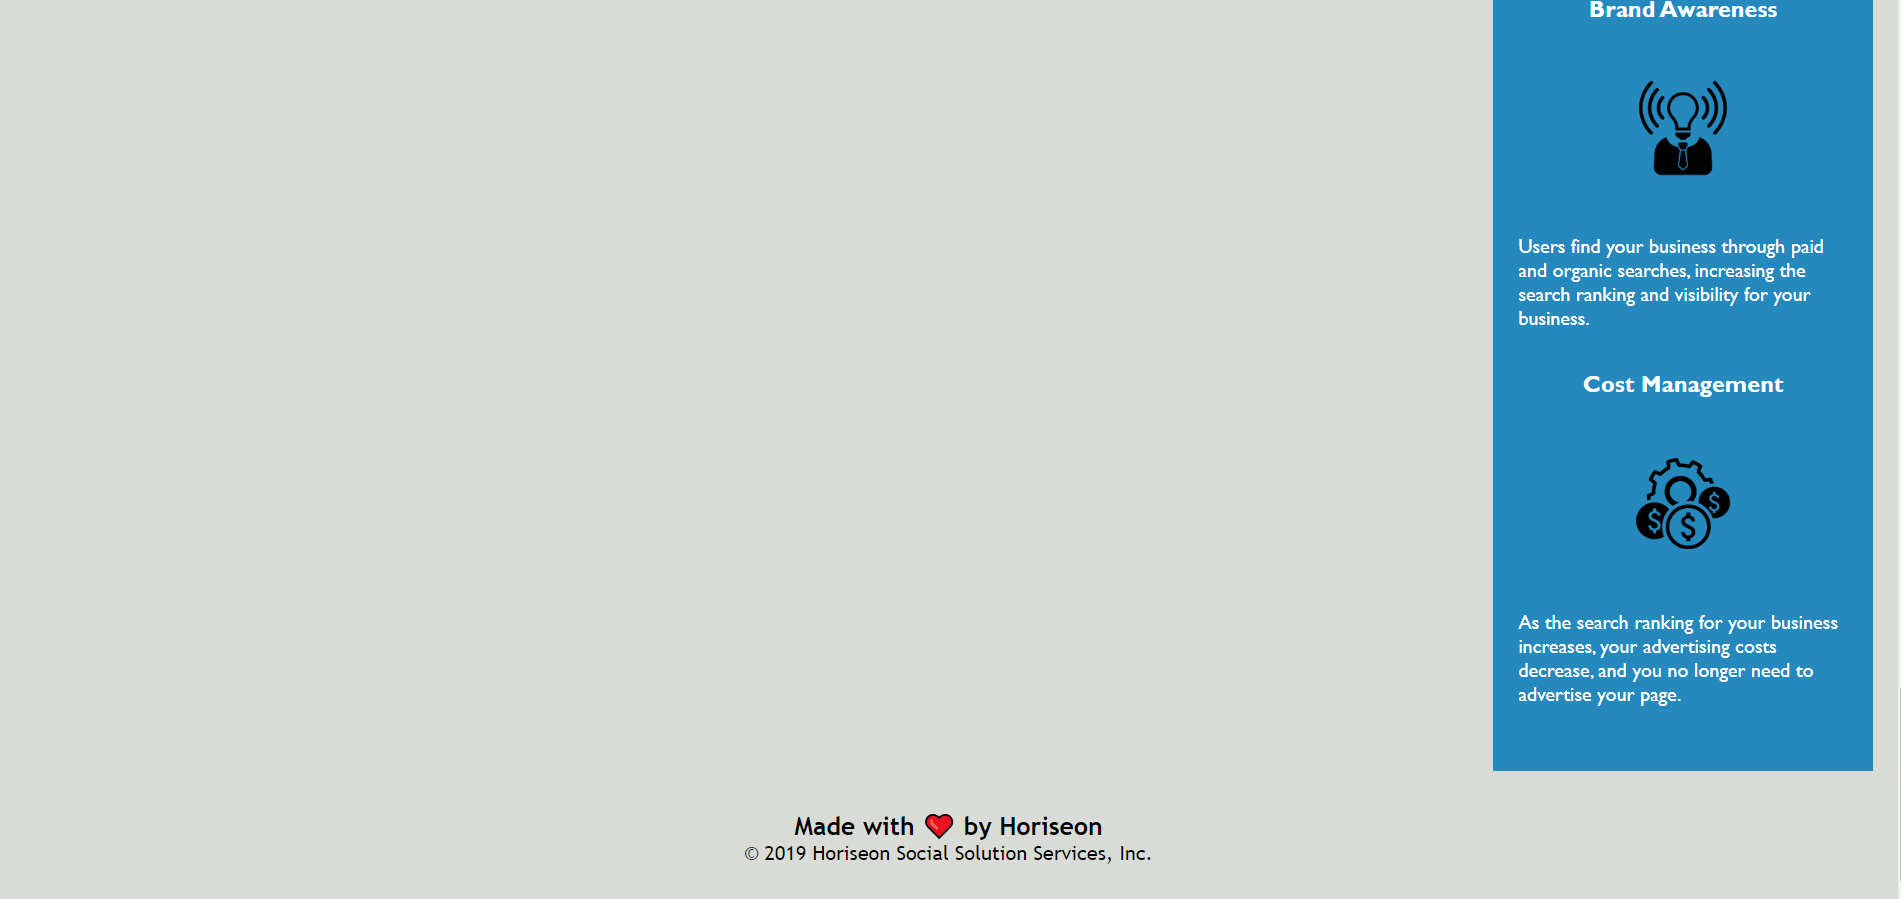 Brand Awareness
Users find your business through paid
and organic searches, increasing the
search ranking and visibility for your
business.
Cost Management
$ $ $
As the search ranking for your business
increases, your advertising costs
decrease, and you no longer need to
advertise your page.
Made with ❤️ by Horiseon
© 2019 Horiseon Social Solution Services, Inc.